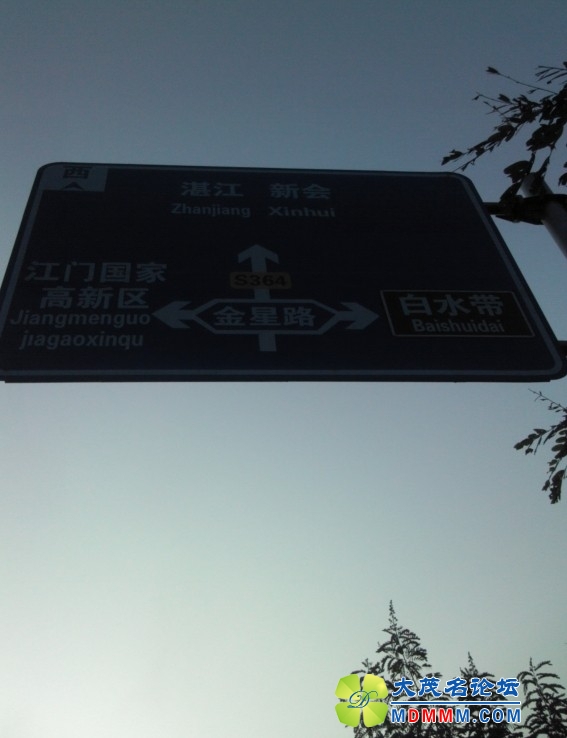 西
湛江 新会
Zhanjiang Xinhui
S364
江门国家
高新区
Jiangmenguo
jiagaoxinqu
金星路
白水带
Baishuidai
大茂名论坛
MDMMM.COM